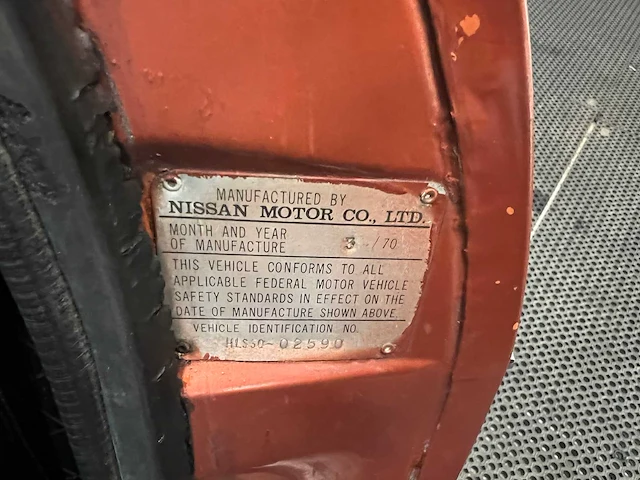 MANUFACTURED BY
NISSAN MOTOR CO., LTD.
MONTH AND YEAR
OF MANUFACTURE 3 /70
THIS VEHICLE CONFORMS TO ALL
APPLICABLE FEDERAL MOTOR VEHICLE
SAFETY STANDARDS IN EFFECT ON THE
DATE OF MANUFACTURE SHOWN ABOVE.
VEHICLE IDENTIFICATION NO.
HLS30-02590